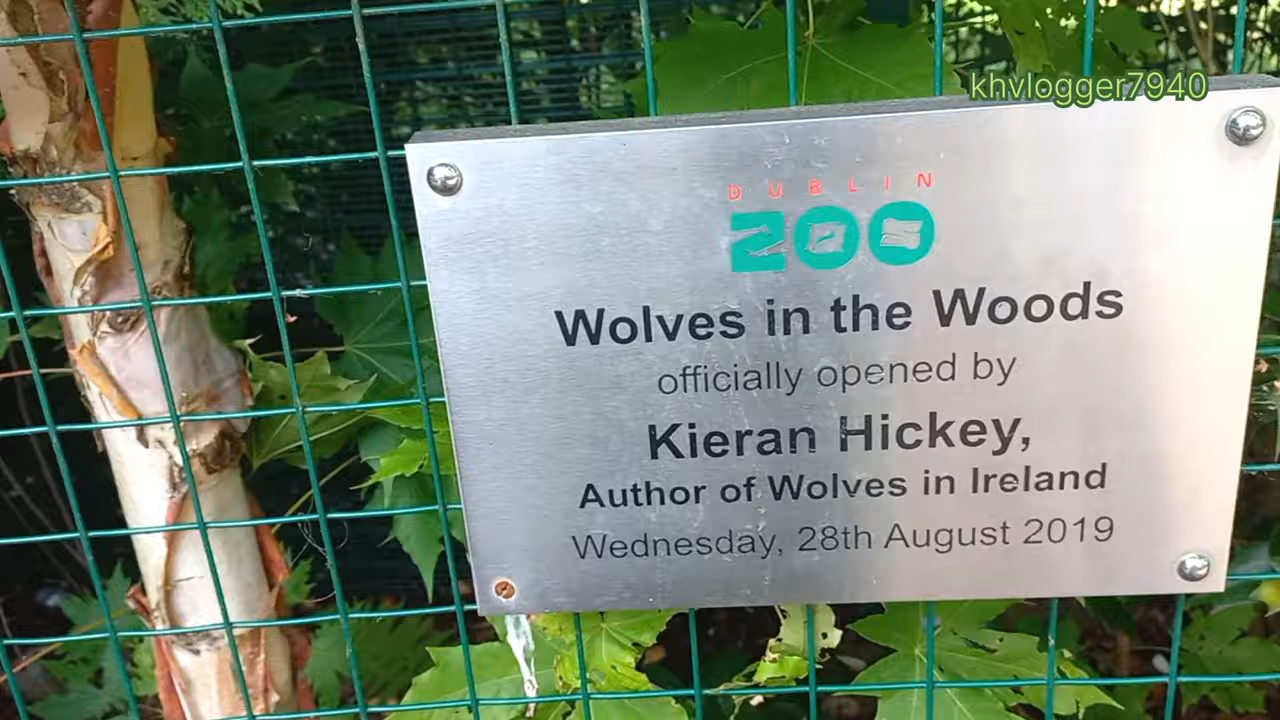 khvlogger7940
DUBLIN
ZOO
Wolves in the Woods
officially opened by
Kieran Hickey,
Author of Wolves in Ireland
Wednesday, 28th August 2019